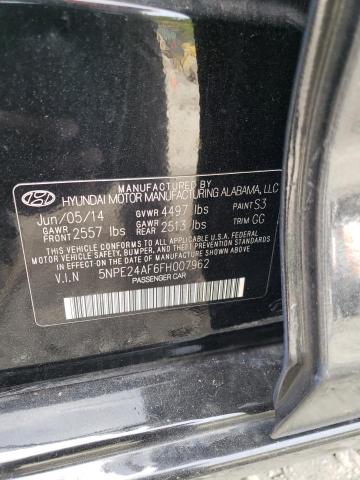 MANUFACTURED BY
HYUNDAI MOTOR MANUFACTURING ALABAMA, LLC
Jun/05/14 GVWR 4497 lbs PAINT S3
GAWR FRONT 2557 lbs GAWR REAR 2513 lbs TRIM GG
THIS VEHICLE CONFORMS TO ALL APPLICABLE U.S.A. FEDERAL
MOTOR VEHICLE SAFETY, BUMPER, AND THEFT PREVENTION
STANDARDS IN EFFECT ON THE DATE OF MANUFACTURE SHOWN ABOVE.
V.I.N 5NPE24AF6FH007962
PASSENGER CAR